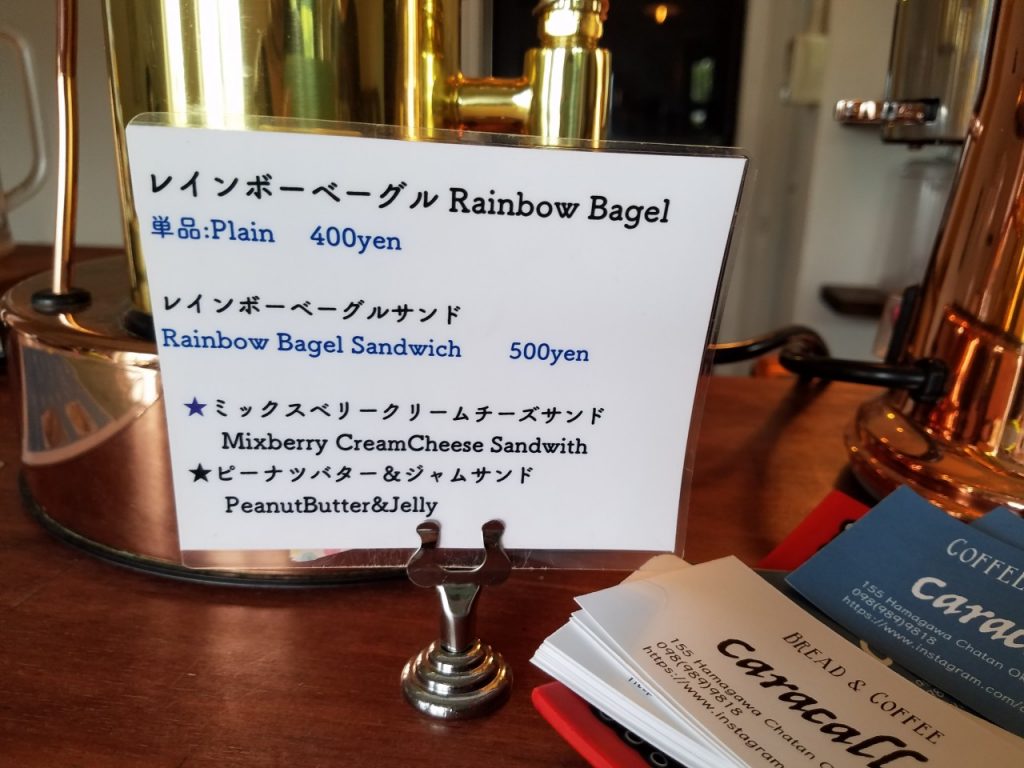 レインボーベーグル Rainbow Bagel
単品:Plain 400yen
レインボーベーグルサンド
Rainbow Bagel Sandwich 500yen
★ミックスベリークリームチーズサンド
Mixberry CreamCheese Sandwith
★ピーナツバター＆ジャムサンド
PeanutButter&Jelly
BREAD & COFFEE
caracall
155 Hamagawa Chatan
098(989)9818
https://www.instagram
COFFEE
155 Hamagawa Chatan
098(989)9818
https://www.instagram.com/